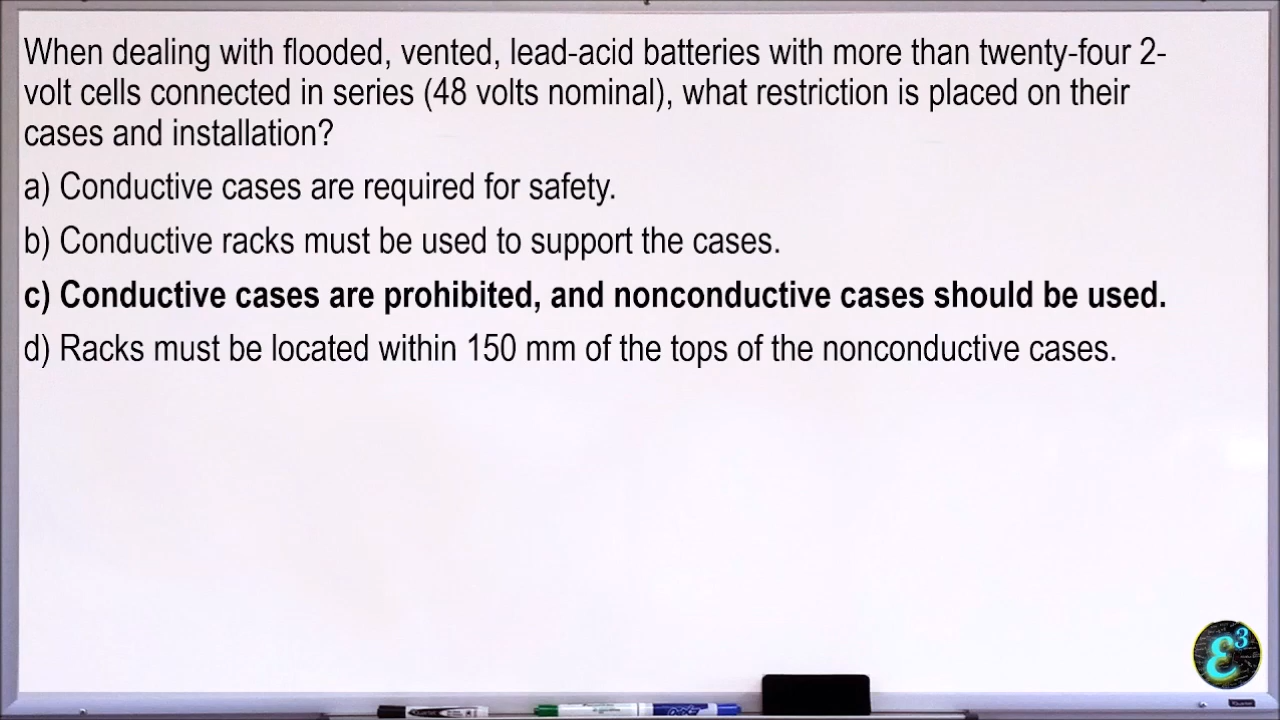 When dealing with flooded, vented, lead-acid batteries with more than twenty-four 2-
volt cells connected in series (48 volts nominal), what restriction is placed on their
cases and installation?
a) Conductive cases are required for safety.
b) Conductive racks must be used to support the cases.
c) Conductive cases are prohibited, and nonconductive cases should be used.
d) Racks must be located within 150 mm of the tops of the nonconductive cases.
ε3